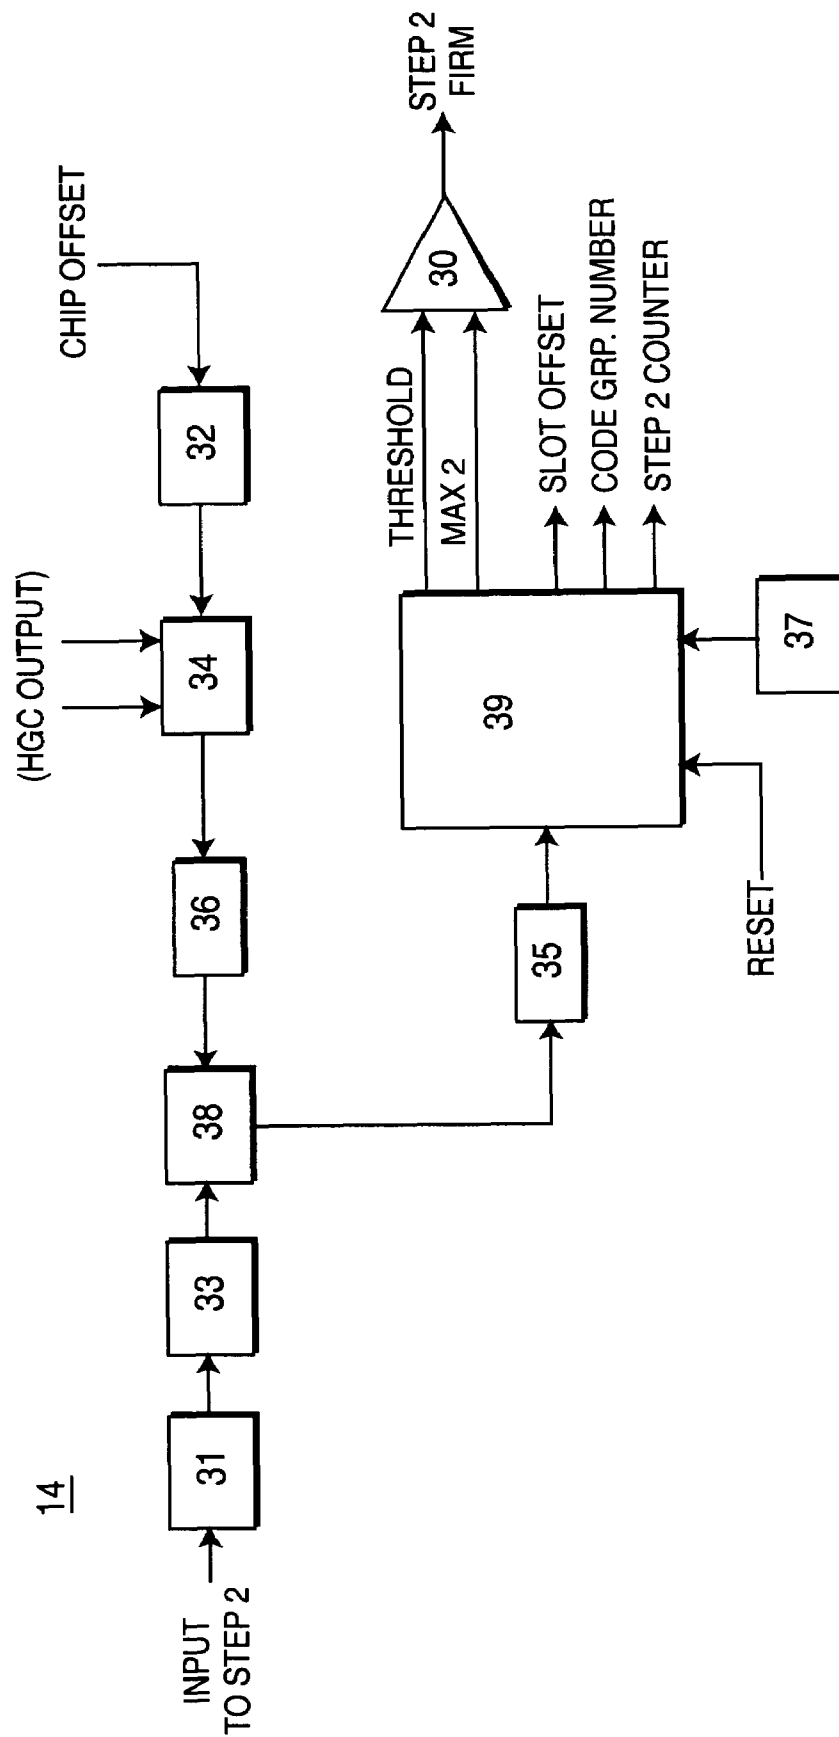 14
INPUT
TO STEP 2
31
33
38
36
34
(HGC OUTPUT)
32
CHIP OFFSET
35
39
RESET
37
THRESHOLD
MAX 2
30
STEP 2
FIRM
SLOT OFFSET
CODE GRP. NUMBER
STEP 2 COUNTER